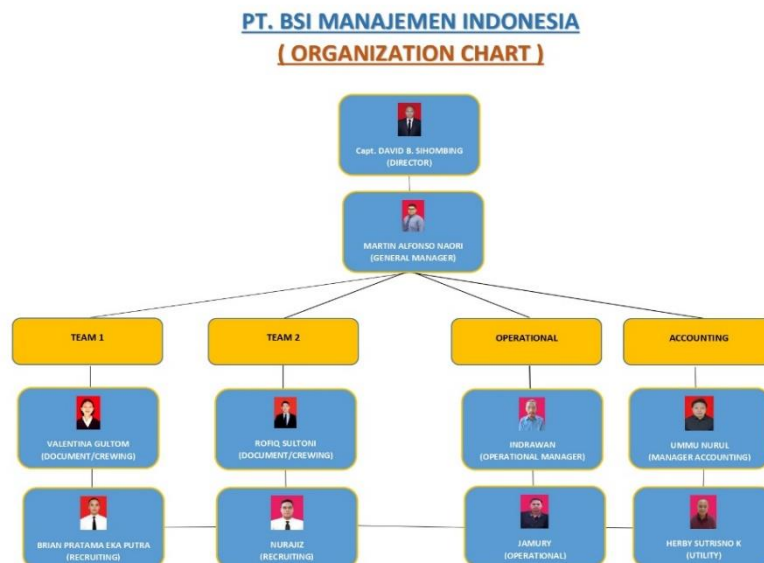 PT. BSI MANAJEMEN INDONESIA
( ORGANIZATION CHART )
Capt. DAVID B. SIHOMBING
(DIRECTOR)
MARTIN ALFONSO NAORI
(GENERAL MANAGER)
TEAM 1
TEAM 2
OPERATIONAL
ACCOUNTING
VALENTINA GULTOM
(DOCUMENT/CREWING)
ROFIQ SULTONI
(DOCUMENT/CREWING)
INDRAWAN
(OPERATIONAL MANAGER)
UMMU NURUL
(MANAGER ACCOUNTING)
BRIAN PRATAMA EKA PUTRA
(RECRUITING)
NURAJIZ
(RECRUITING)
JAMURY
(OPERATIONAL)
HERBY SUTRISNO K
(UTILITY)